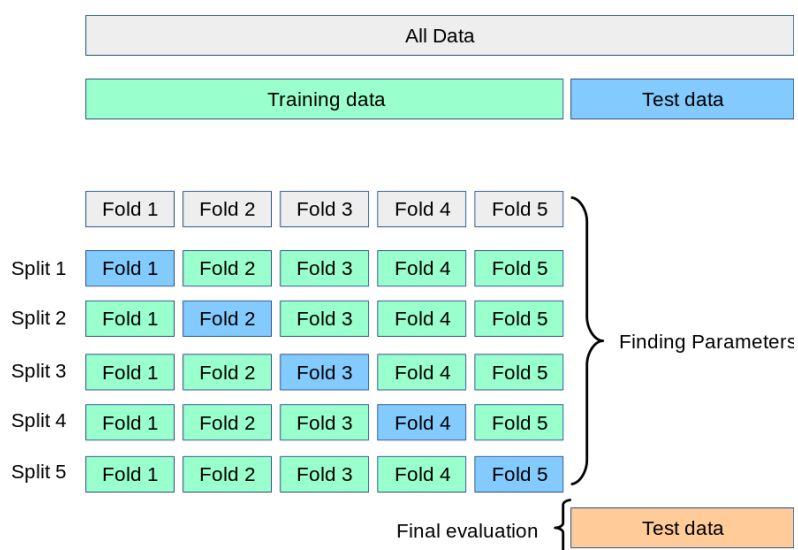 All Data
Training data Test data
Fold 1 Fold 2 Fold 3 Fold 4 Fold 5
Split 1 Fold 1 Fold 2 Fold 3 Fold 4 Fold 5
Split 2 Fold 1 Fold 2 Fold 3 Fold 4 Fold 5
Finding Parameters
Split 3 Fold 1 Fold 2 Fold 3 Fold 4 Fold 5
Split 4 Fold 1 Fold 2 Fold 3 Fold 4 Fold 5
Split 5 Fold 1 Fold 2 Fold 3 Fold 4 Fold 5
Final evaluation Test data